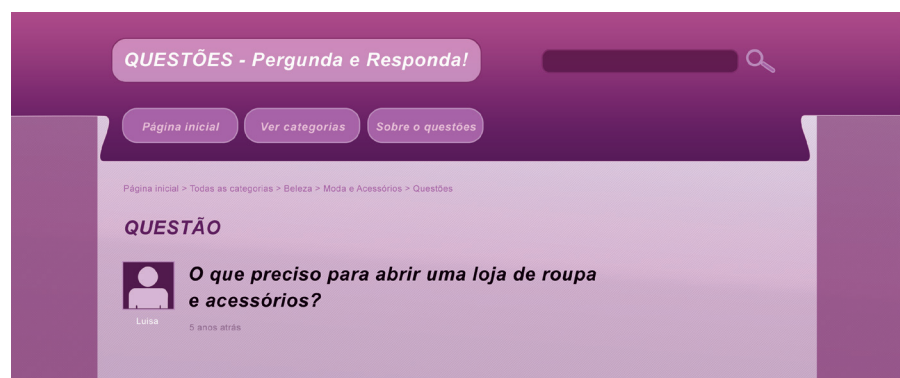 QUESTÕES - Pergunda e Responda!
Página inicial Ver categorias Sobre o questões
Página inicial > Todas as categorias > Beleza > Moda e Acessórios > Questões
QUESTÃO
O que preciso para abrir uma loja de roupa
e acessórios?
Luisa
5 anos atrás